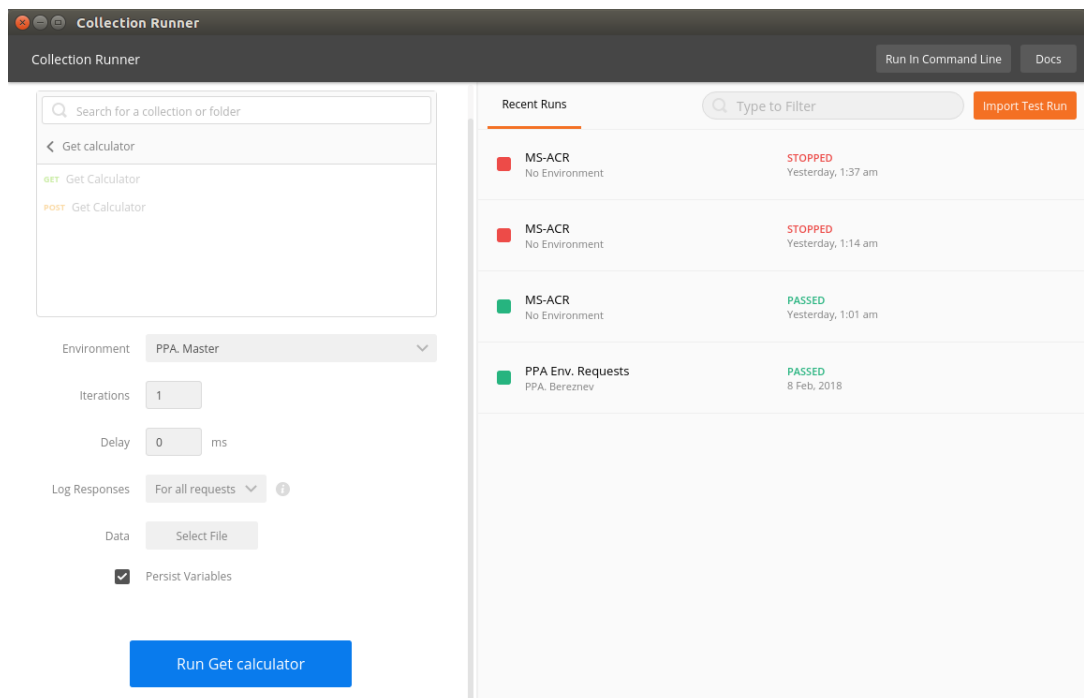 Collection Runner
Collection Runner
Run In Command Line
Docs
Search for a collection or folder
Get calculator
GET Get Calculator
POST Get Calculator
Environment
PPA. Master
Iterations
1
Delay
0
ms
Log Responses
For all requests
Data
Select File
Persist Variables
Run Get calculator
Recent Runs
Type to Filter
Import Test Run
MS-ACR
No Environment
STOPPED
Yesterday, 1:37 am
MS-ACR
No Environment
STOPPED
Yesterday, 1:14 am
MS-ACR
No Environment
PASSED
Yesterday, 1:01 am
PPA Env. Requests
PPA. Bereznev
PASSED
8 Feb, 2018